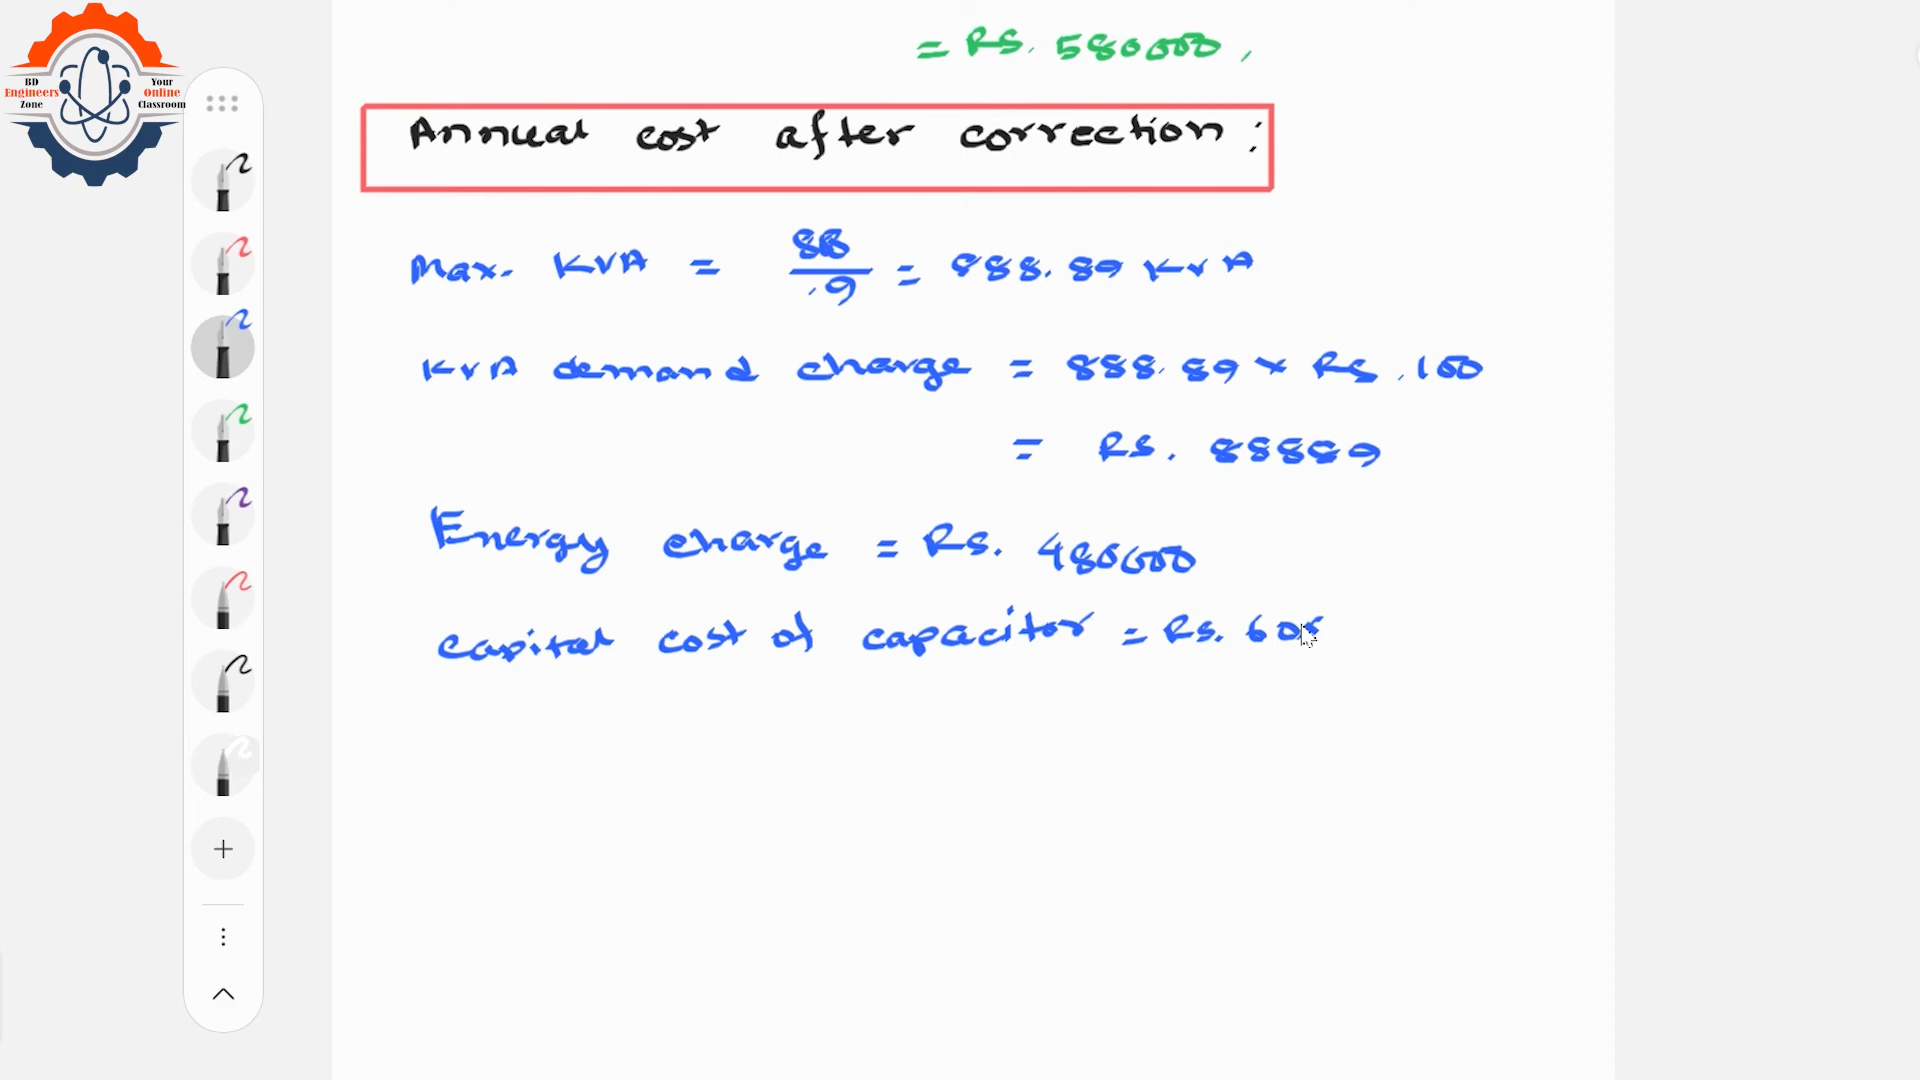 BD
Engineers
Zone
Your
Online
Classroom
= Rs. 580000,
Annual cost after correction :
Max. KVA = / .9 = 888.89 KVA
KVA demand charge = 888.89 × Rs. 100
= Rs. 88889
Energy charge = Rs. 480000
Capital cost of capacitor = Rs. 60